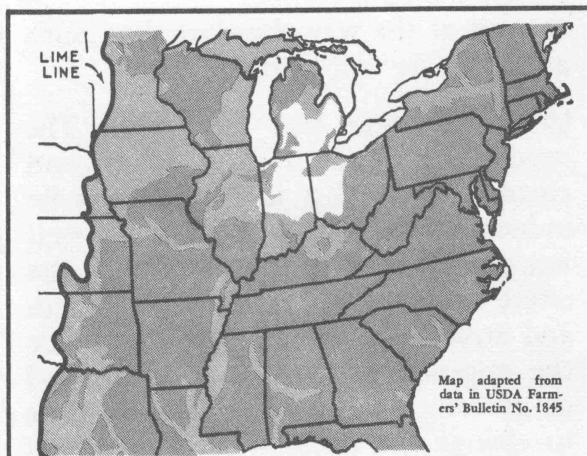 LIME
LINE
Map adapted from
data in USDA Farm-
ers' Bulletin No. 1845